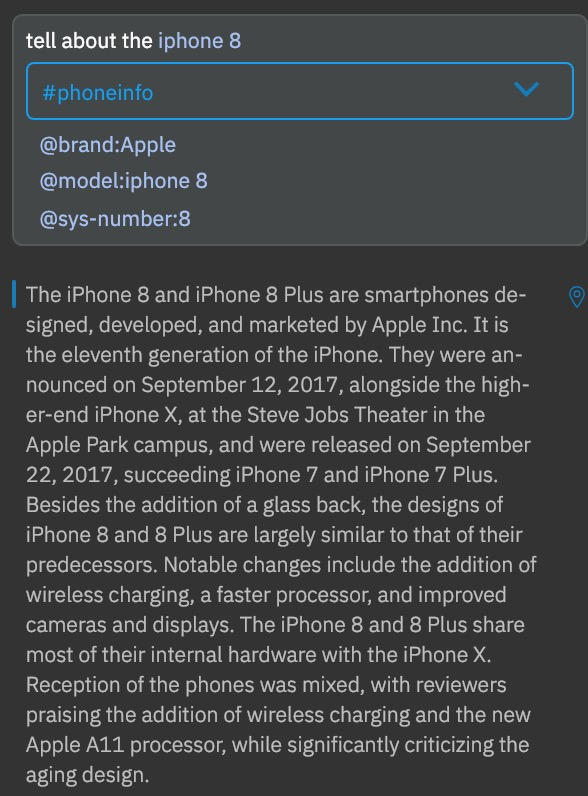 tell about the iphone 8
#phoneinfo
@brand:Apple
@model:iphone 8
@sys-number:8
The iPhone 8 and iPhone 8 Plus are smartphones de-
signed, developed, and marketed by Apple Inc. It is
the eleventh generation of the iPhone. They were an-
nounced on September 12, 2017, alongside the high-
er-end iPhone X, at the Steve Jobs Theater in the
Apple Park campus, and were released on September
22, 2017, succeeding iPhone 7 and iPhone 7 Plus.
Besides the addition of a glass back, the designs of
iPhone 8 and 8 Plus are largely similar to that of their
predecessors. Notable changes include the addition of
wireless charging, a faster processor, and improved
cameras and displays. The iPhone 8 and 8 Plus share
most of their internal hardware with the iPhone X.
Reception of the phones was mixed, with reviewers
praising the addition of wireless charging and the new
Apple A11 processor, while significantly criticizing the
aging design.